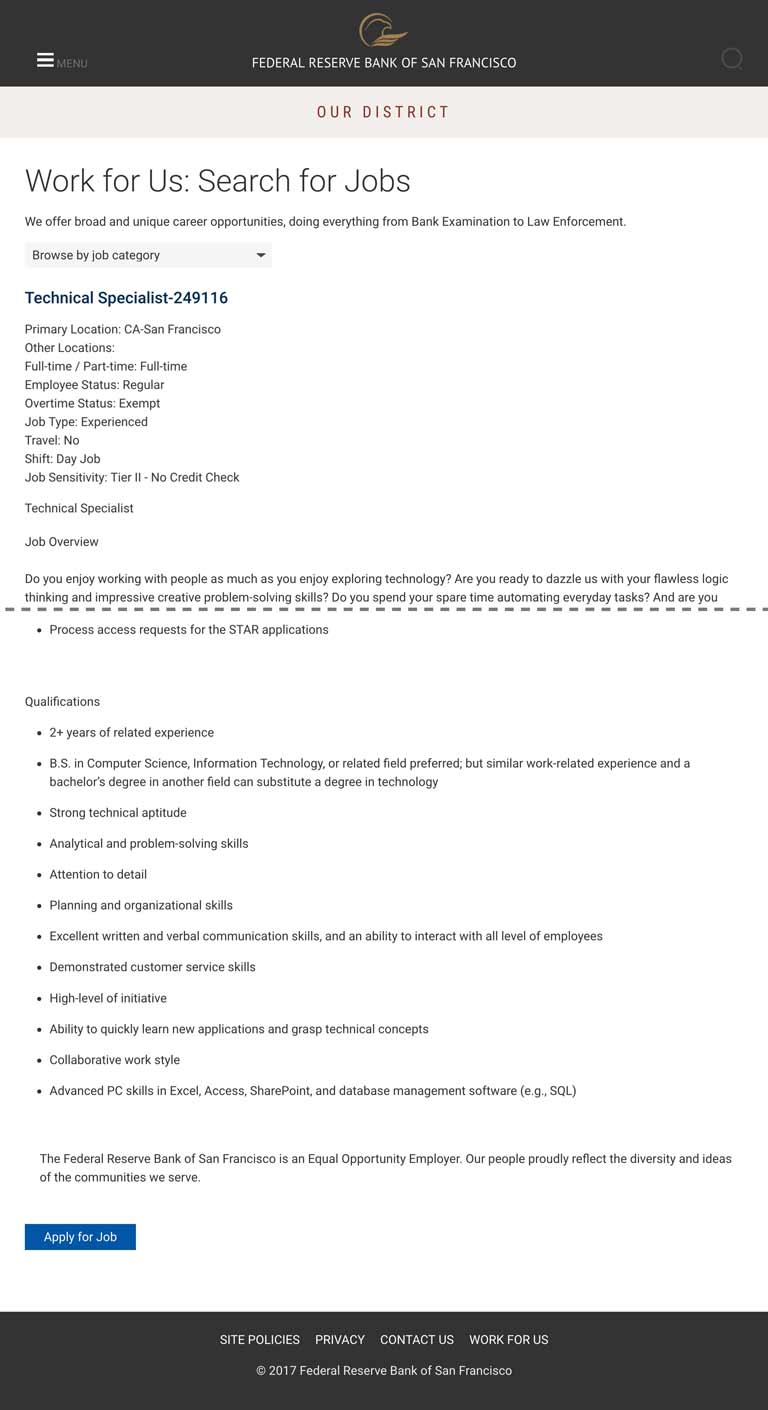 MENU
FEDERAL RESERVE BANK OF SAN FRANCISCO
OUR DISTRICT
Work for Us: Search for Jobs
We offer broad and unique career opportunities, doing everything from Bank Examination to Law Enforcement.
Browse by job category
Technical Specialist-249116
Primary Location: CA-San Francisco
Other Locations:
Full-time / Part-time: Full-time
Employee Status: Regular
Overtime Status: Exempt
Job Type: Experienced
Travel: No
Shift: Day Job
Job Sensitivity: Tier II - No Credit Check
Technical Specialist
Job Overview
Do you enjoy working with people as much as you enjoy exploring technology? Are you ready to dazzle us with your flawless logic
thinking and impressive creative problem-solving skills? Do you spend your spare time automating everyday tasks? And are you
• Process access requests for the STAR applications
Qualifications
• 2+ years of related experience
• B.S. in Computer Science, Information Technology, or related field preferred; but similar work-related experience and a
bachelor's degree in another field can substitute a degree in technology
• Strong technical aptitude
• Analytical and problem-solving skills
• Attention to detail
• Planning and organizational skills
• Excellent written and verbal communication skills, and an ability to interact with all level of employees
• Demonstrated customer service skills
• High-level of initiative
• Ability to quickly learn new applications and grasp technical concepts
• Collaborative work style
• Advanced PC skills in Excel, Access, SharePoint, and database management software (e.g., SQL)
The Federal Reserve Bank of San Francisco is an Equal Opportunity Employer. Our people proudly reflect the diversity and ideas
of the communities we serve.
Apply for Job
SITE POLICIES PRIVACY CONTACT US WORK FOR US
© 2017 Federal Reserve Bank of San Francisco